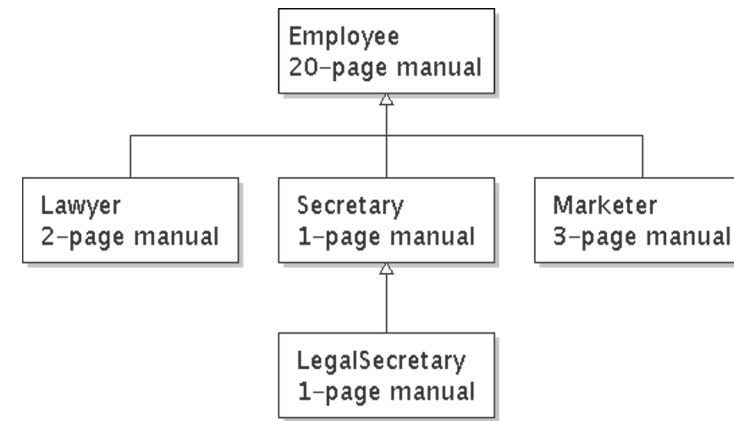 Employee
20-page manual
Lawyer
2-page manual
Secretary
1-page manual
Marketer
3-page manual
LegalSecretary
1-page manual